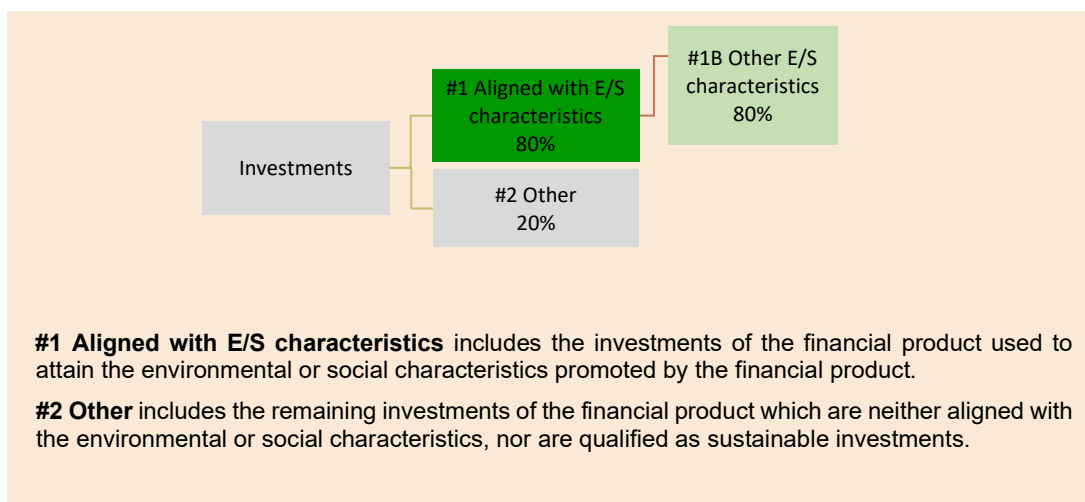 #1B Other E/S
characteristics
80%
#1 Aligned with E/S
characteristics
80%
Investments
#2 Other
20%
#1 Aligned with E/S characteristics includes the investments of the financial product used to
attain the environmental or social characteristics promoted by the financial product.
#2 Other includes the remaining investments of the financial product which are neither aligned with
the environmental or social characteristics, nor are qualified as sustainable investments.